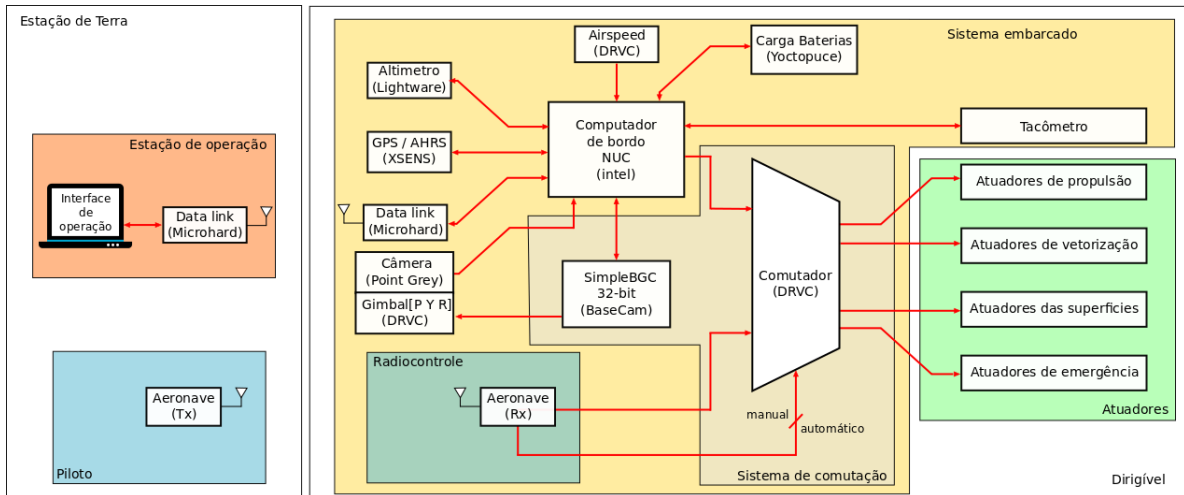 Estação de Terra
Estação de operação
Interface
de
operação
Data link
(Microhard)
Aeronave
(Tx)
Piloto
Sistema embarcado
Airspeed
(DRVC)
Carga Baterias
(Yoctopuce)
Altimetro
(Lightware)
Computador
de bordo
NUC
(intel)
Tacômetro
GPS / AHRS
(XSENS)
Data link
(Microhard)
Câmera
(Point Grey)
Gimbal[P Y R]
(DRVC)
SimpleBGC
32-bit
(BaseCam)
Comutador
(DRVC)
Radiocontrole
Aeronave
(Rx)
manual
automático
Sistema de comutação
Atuadores de propulsão
Atuadores de vetorização
Atuadores das superficies
Atuadores de emergência
Atuadores
Dirigível